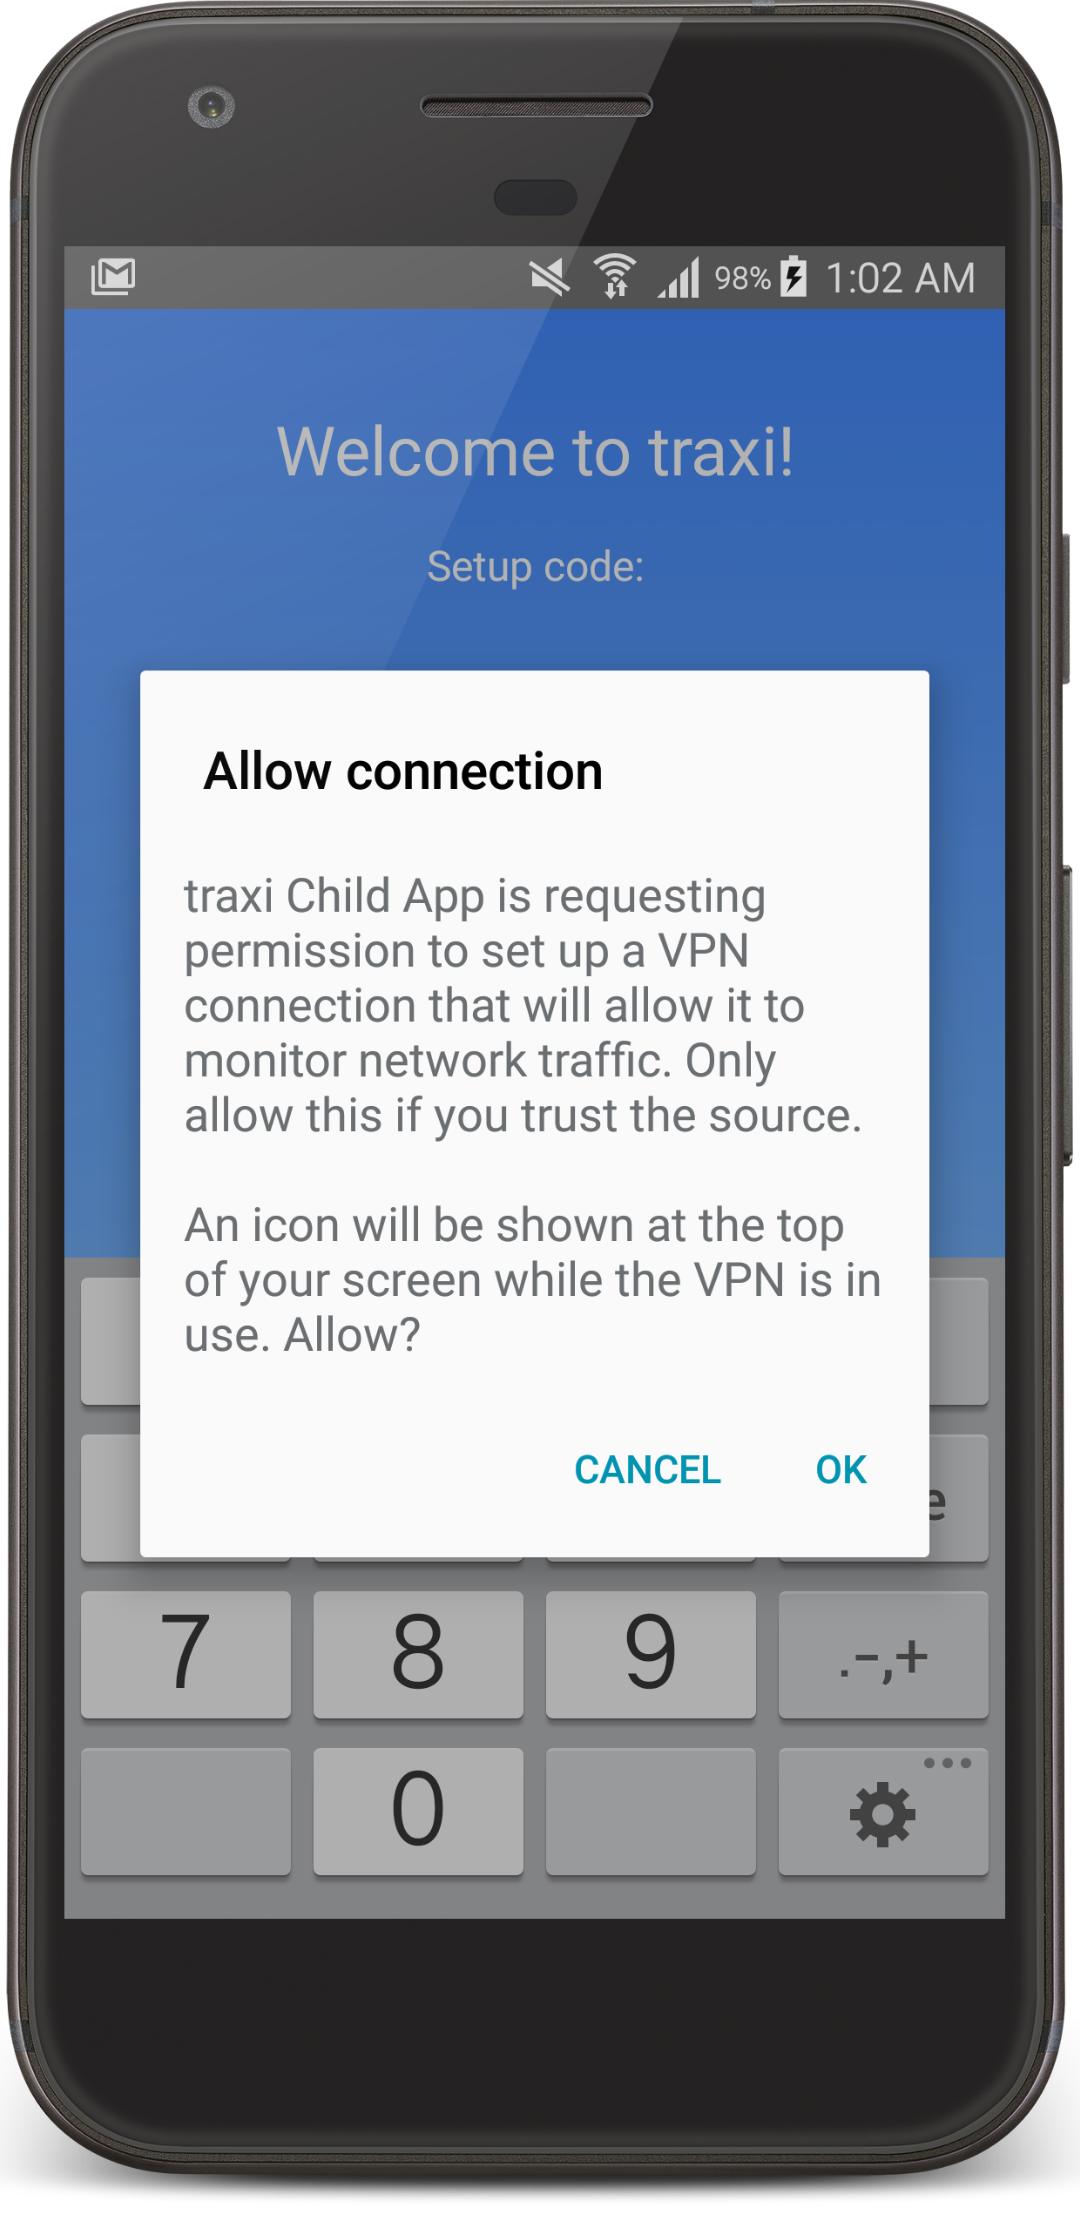 98% 1:02 AM
Welcome to traxi!
Setup code:
Allow connection
traxi Child App is requesting
permission to set up a VPN
connection that will allow it to
monitor network traffic. Only
allow this if you trust the source.
An icon will be shown at the top
of your screen while the VPN is in
use. Allow?
CANCEL OK
7 8 9 .-,+
0